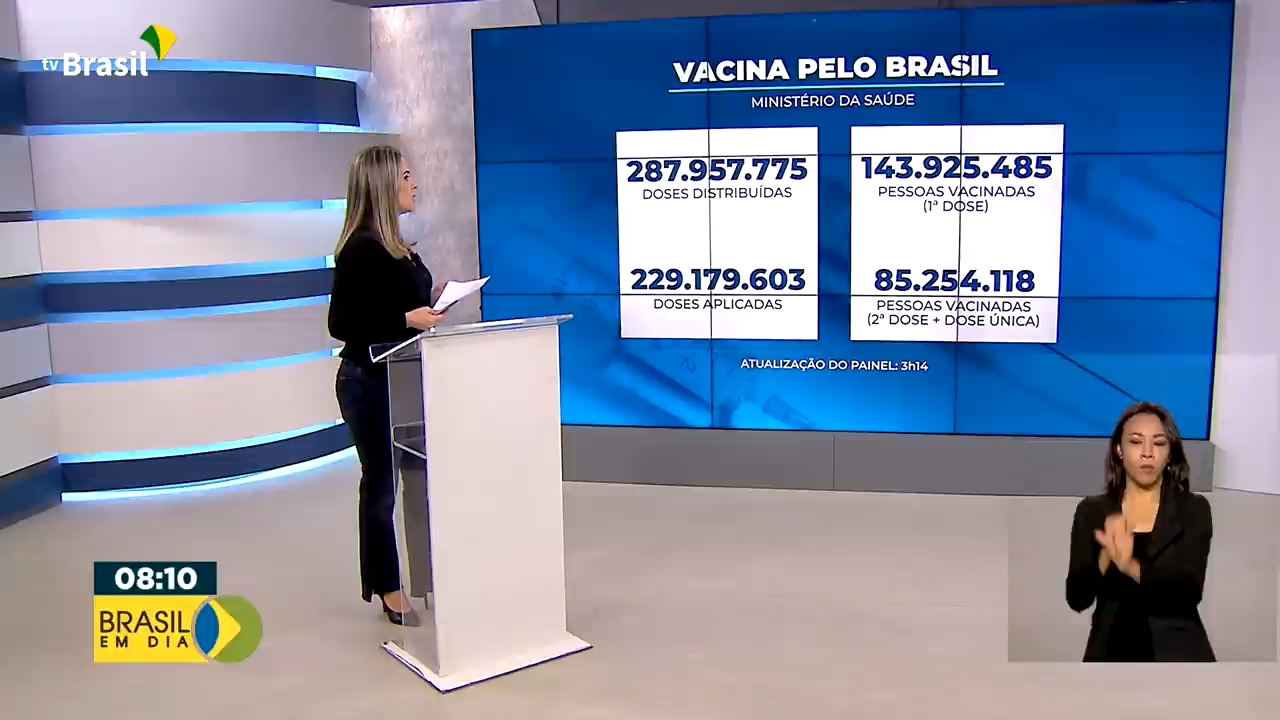 tv Brasil
VACINA PELO BRASIL
MINISTÉRIO DA SAÚDE
287.957.775
DOSES DISTRIBUÍDAS
229.179.603
DOSES APLICADAS
143.925.485
PESSOAS VACINADAS
(1ª DOSE)
85.254.118
PESSOAS VACINADAS
(2ª DOSE + DOSE ÚNICA)
ATUALIZAÇÃO DO PAINEL: 3h14
08:10
BRASIL
EM DIA